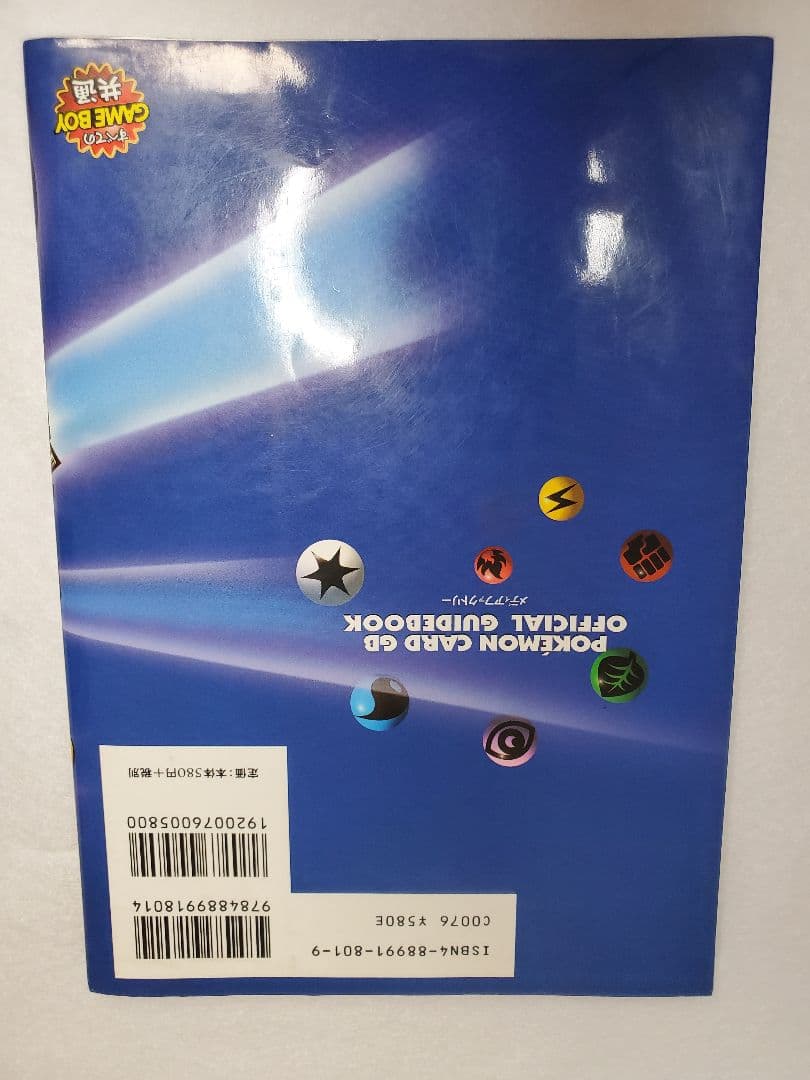 ISBN4-88991-801-9
C0076 ¥580E
9784889918014
1920076005800
定価:本体580円+税別
POKÉMON CARD GB
OFFICIAL GUIDEBOOK
メディアファクトリー
すべての
GAME BOY
共通